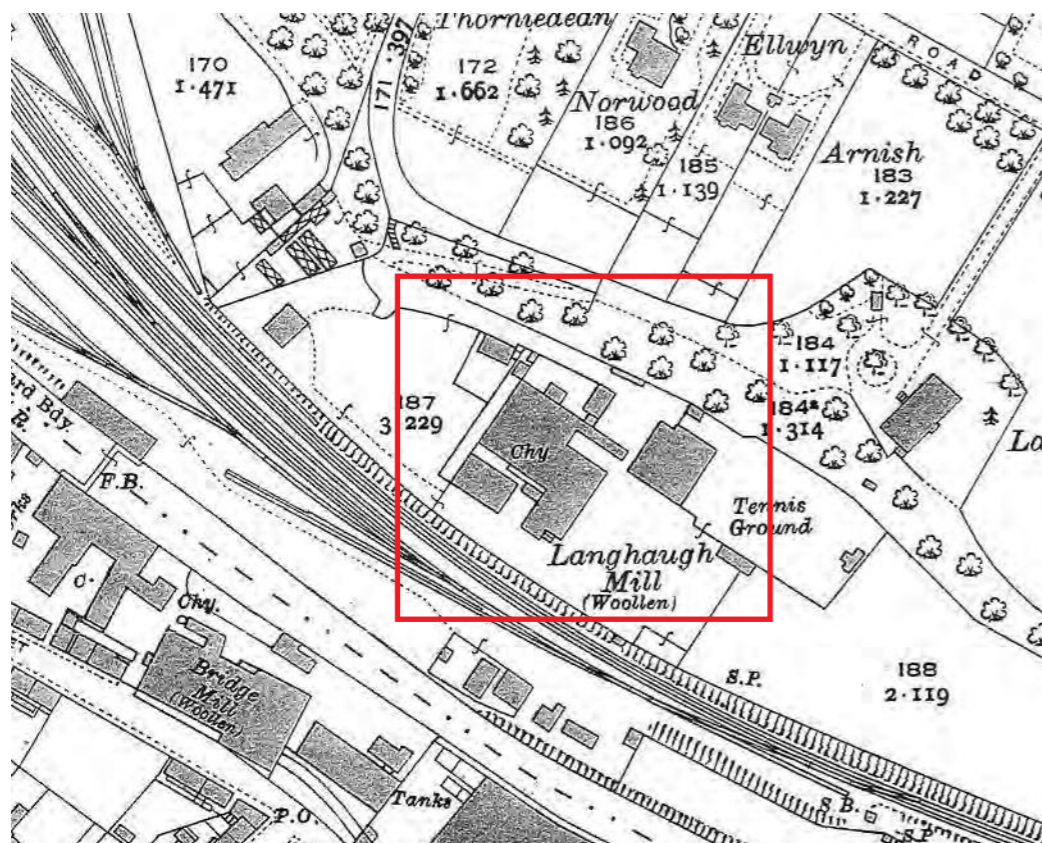 Thorniedean
Ellwyn
ROAD
170
1·471
171 ·397
172
1·662
Norwood
186
1·092
185
1·139
Arnish
183
1·227
184
1·117
184a
1·314
187
3·229
Chy
Tennis
Ground
Langhaugh
Mill
(Woollen)
Bdy
R.
F.B.
C.
Chy.
Bridge
Mill
(Woollen)
S.P.
188
2·119
Tanks
P.O.
S.B.
S.P.